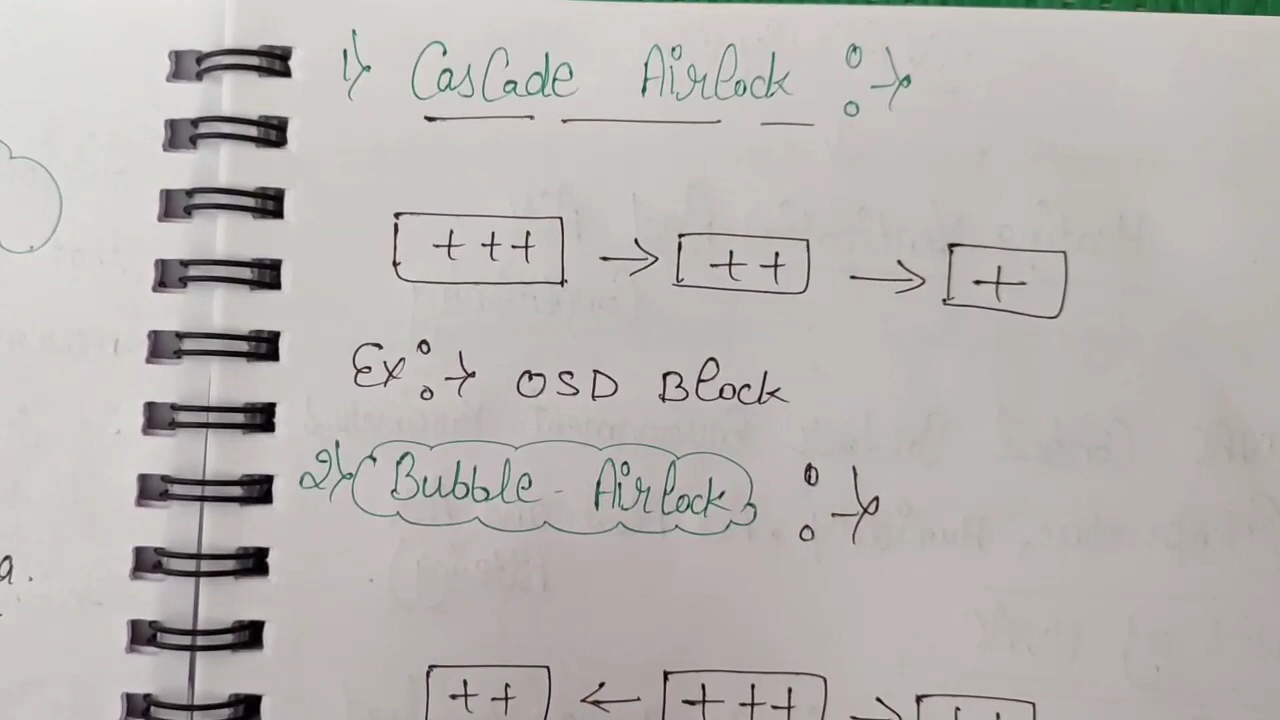 1) Cascade Airlock :→
+++ → ++ → +
Ex :→ OSD Block
2) Bubble - Airlock :→
++ ← +++ → ++
a.